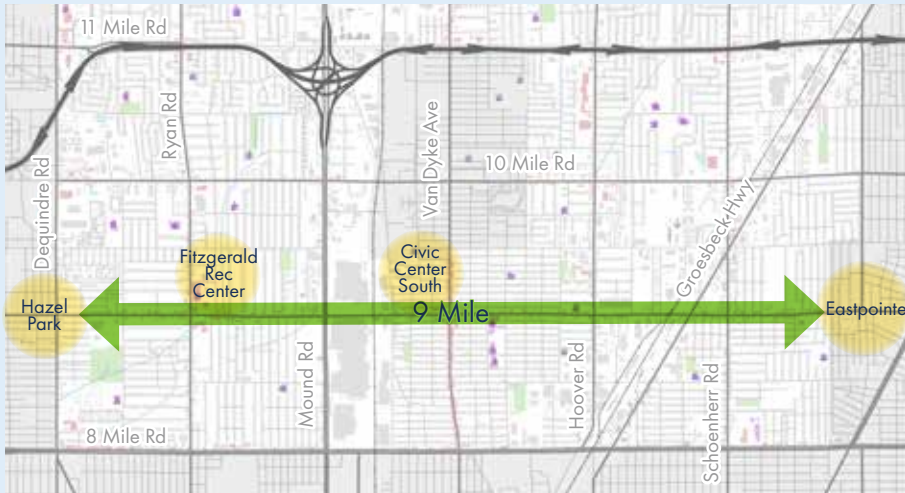 11 Mile Rd
Ryan Rd
Van Dyke Ave
10 Mile Rd
Dequindre Rd
Groesbeck Hwy
Fitzgerald
Rec
Center
Civic
Center
South
Hazel
Park
9 Mile
Eastpointe
Mound Rd
Hoover Rd
Schoenherr Rd
8 Mile Rd